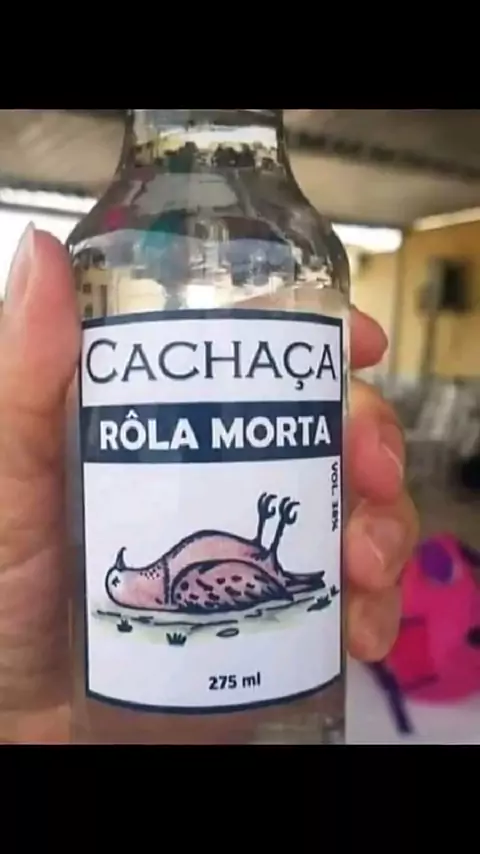 CACHAÇA
RÔLA MORTA
VOL. 38%
275 ml